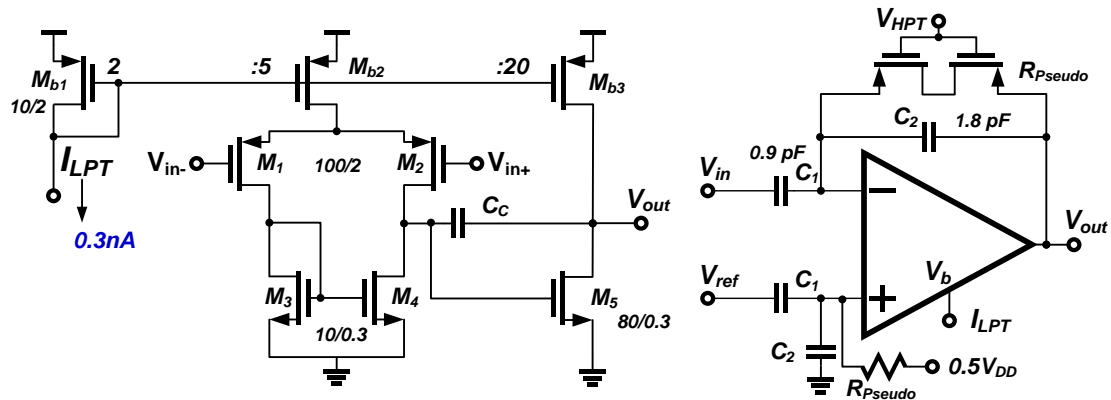 M_b1 2 :5 M_b2 :20 M_b3
10/2
I_LPT
0.3nA
V_in- M_1 100/2 M_2 V_in+
C_C V_out
M_3 M_4 M_5
10/0.3 80/0.3
V_HPT
R_Pseudo
C_2 1.8 pF
0.9 pF
V_in C_1
V_out
V_ref C_1 V_b
I_LPT
C_2
0.5V_DD
R_Pseudo